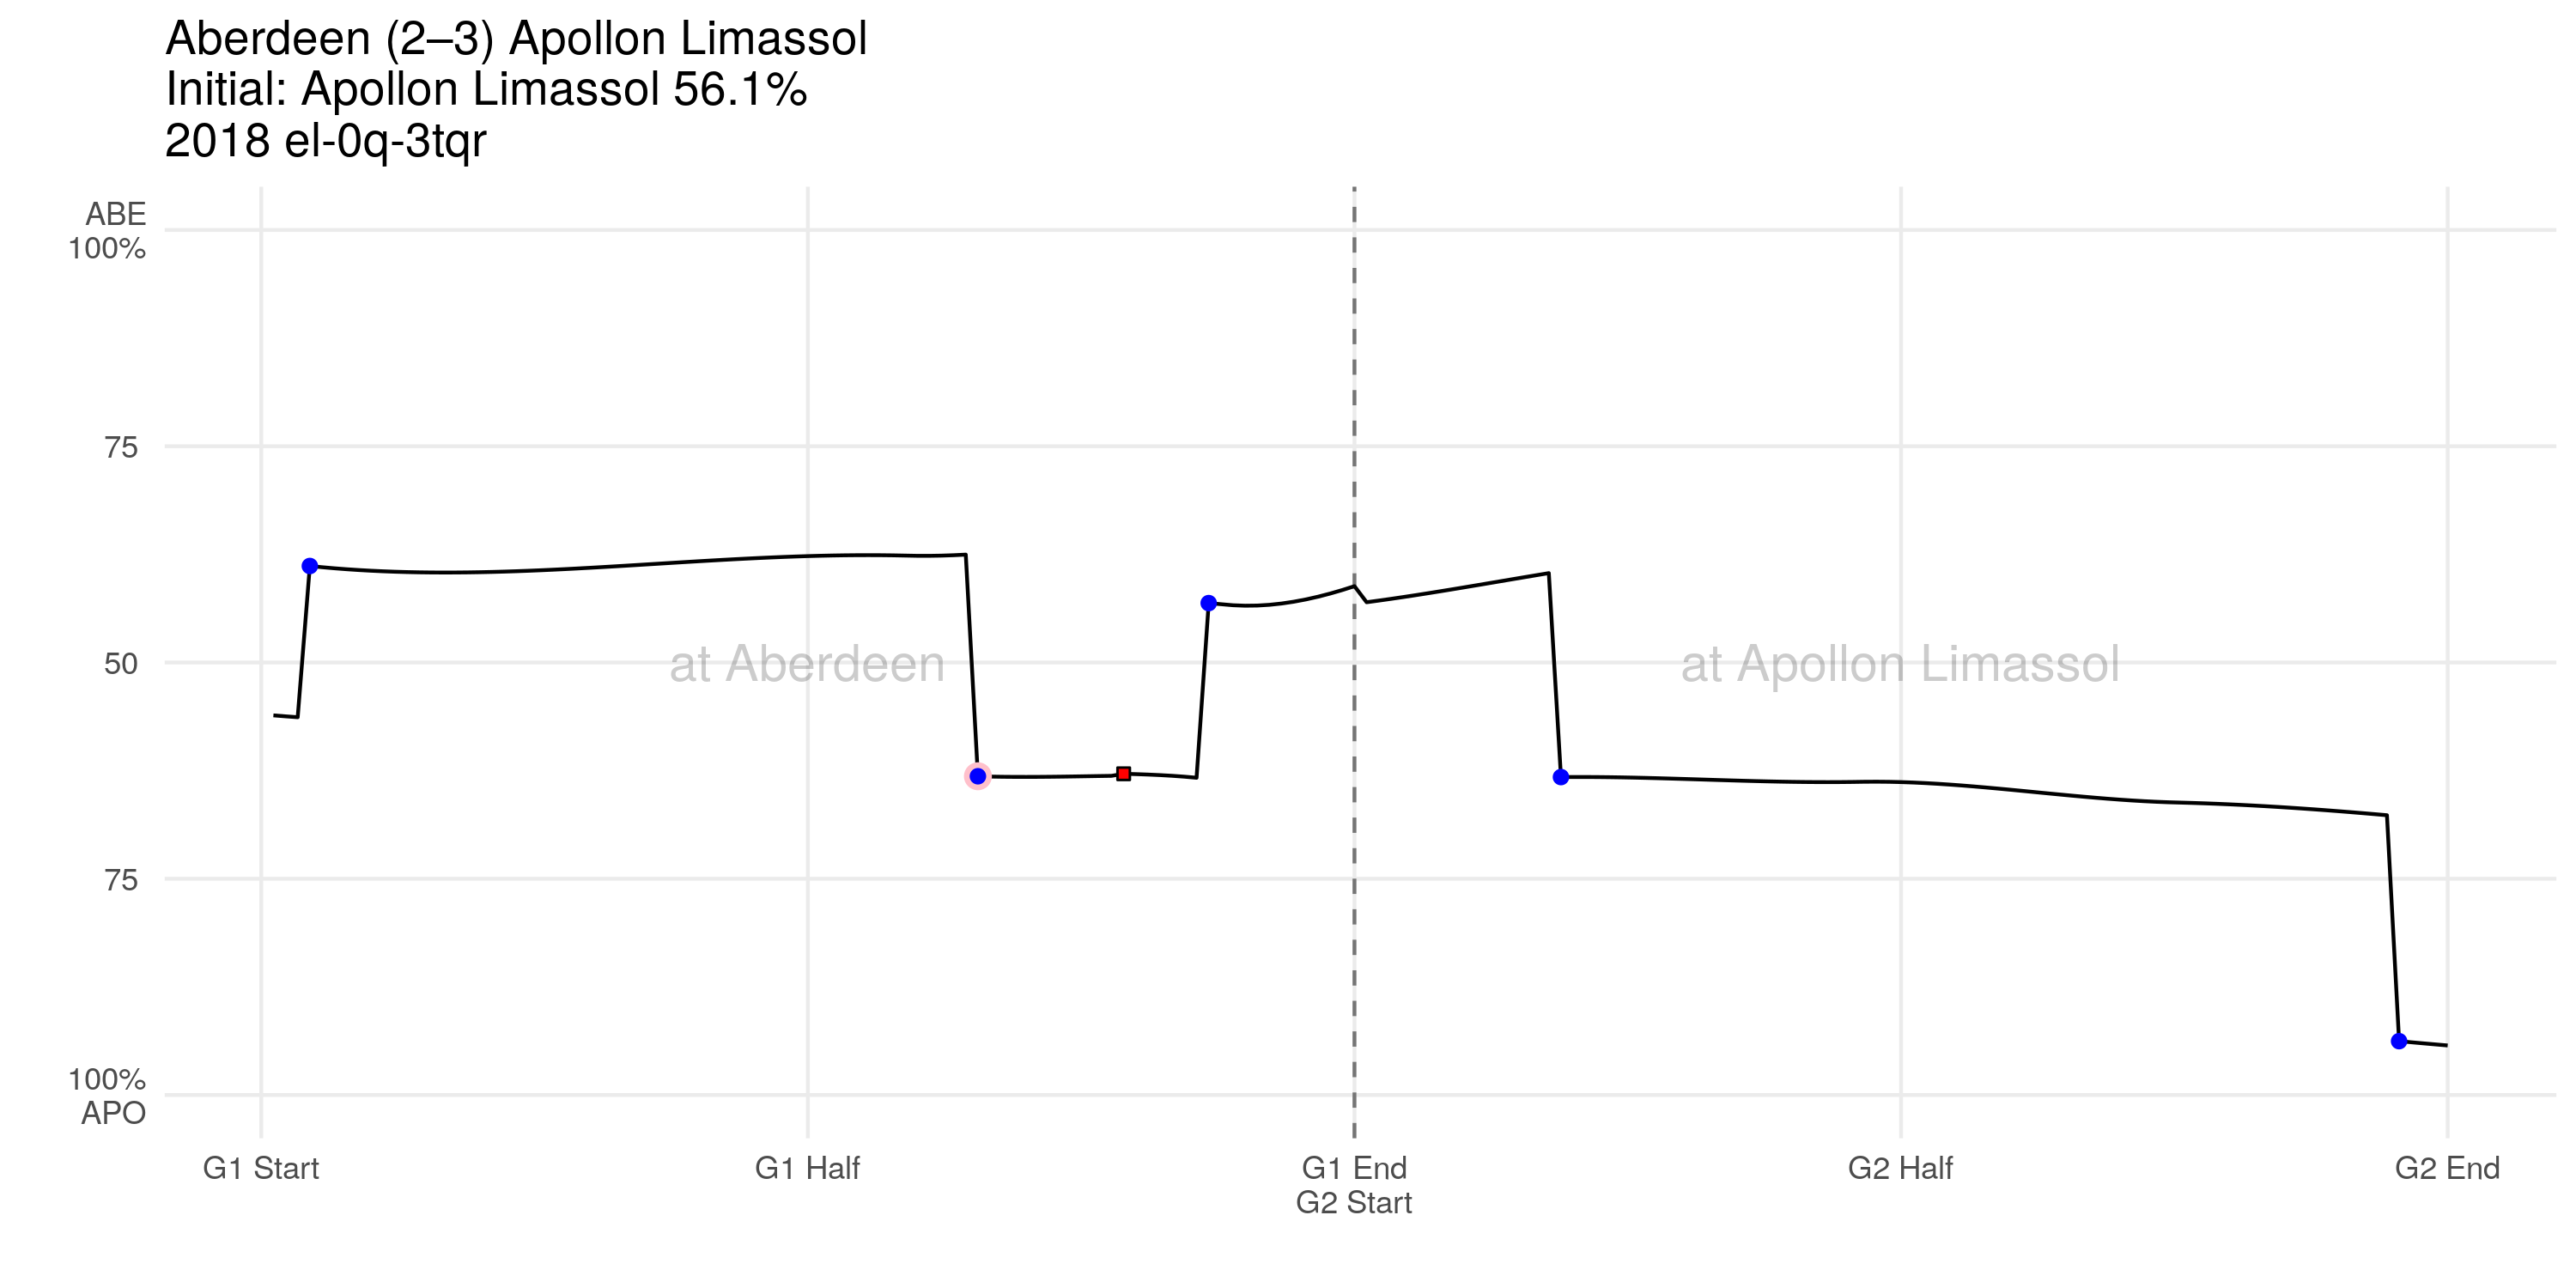 Aberdeen (2–3) Apollon Limassol
Initial: Apollon Limassol 56.1%
2018 el-0q-3tqr
ABE
100%
75
50
75
100%
APO
at Aberdeen
at Apollon Limassol
G1 Start
G1 Half
G1 End
G2 Start
G2 Half
G2 End